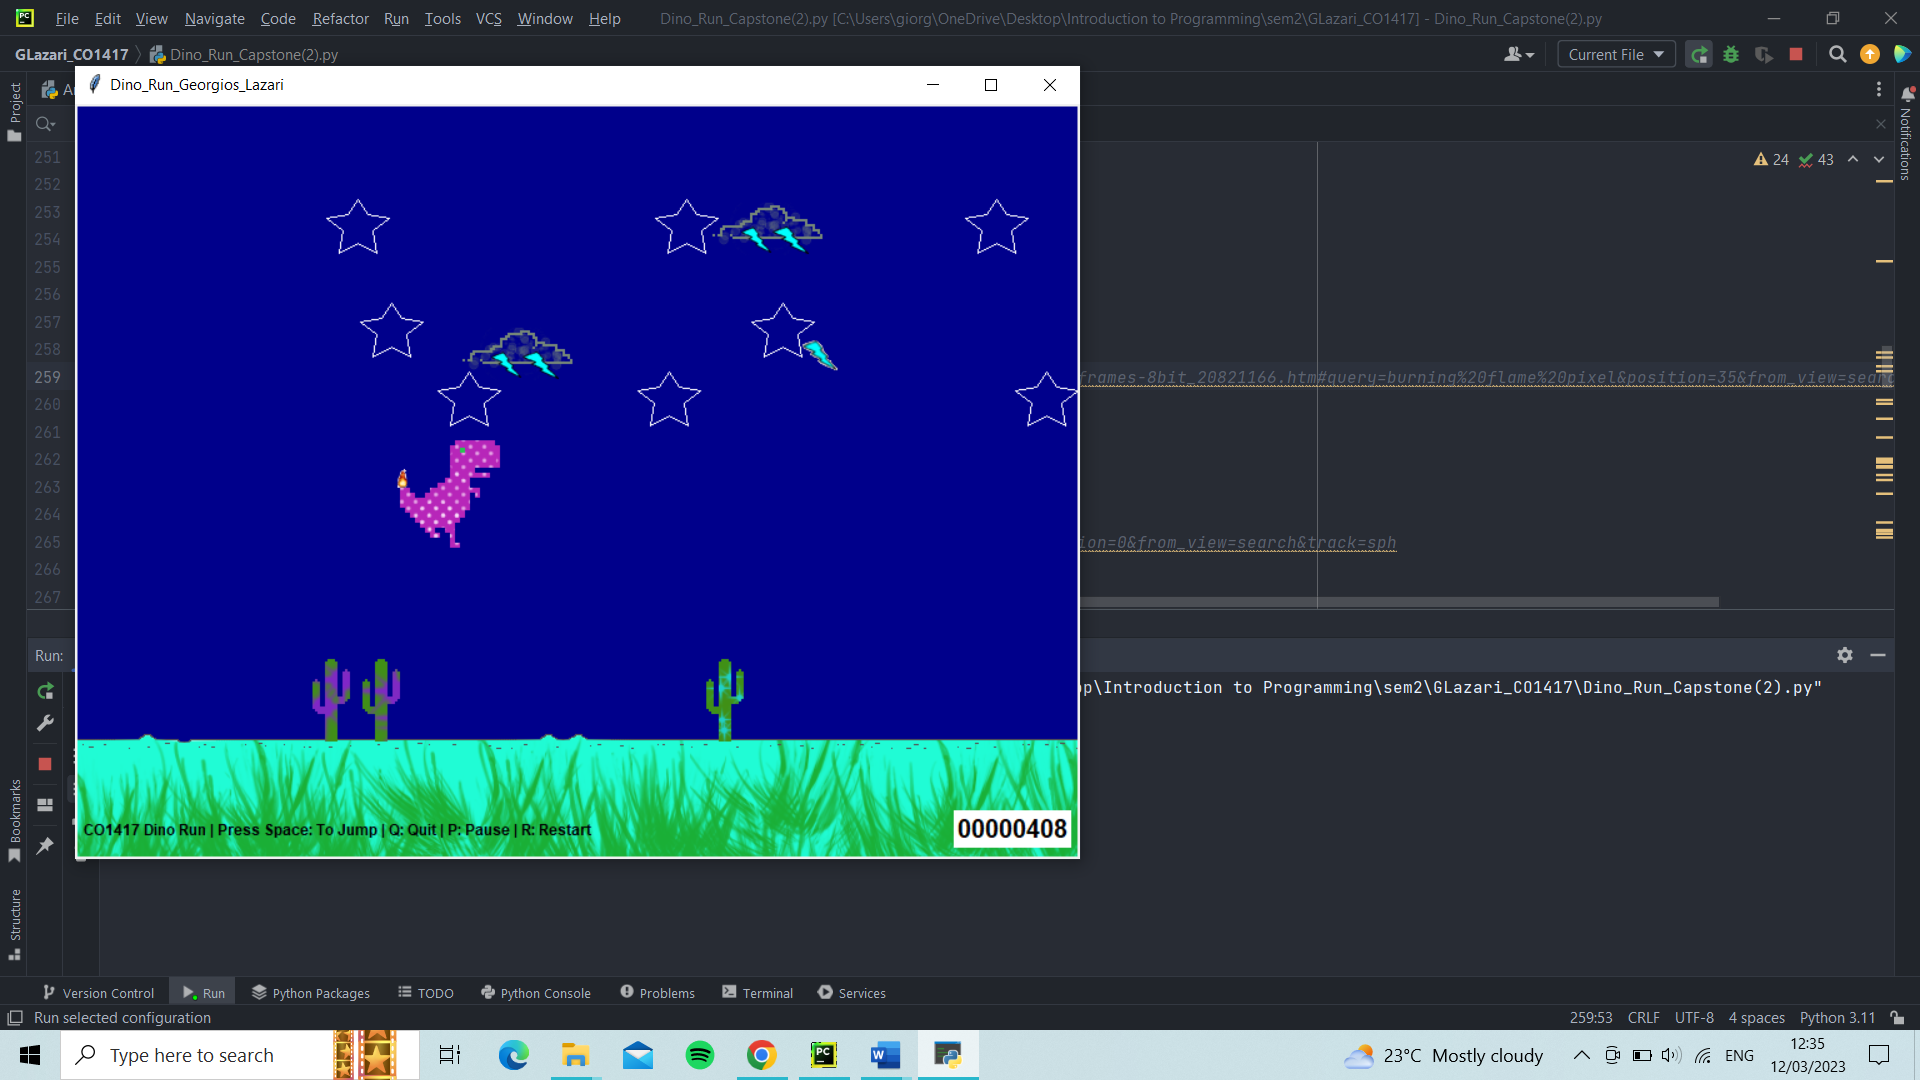 PC File Edit View Navigate Code Refactor Run Tools VCS Window Help Dino_Run_Capstone(2).py [C:\Users\giorg\OneDrive\Desktop\Introduction to Programming\sem2\GLazari_CO1417] - Dino_Run_Capstone(2).py
GLazari_CO1417 Dino_Run_Capstone(2).py Current File
Project
Dino_Run_Georgios_Lazari
Notifications
24 43
251
252
253
254
255
256
257
258
259 frames-8bit_20821166.htm#query=burning%20flame%20pixel&position=35&from_view=searc
260
261
262
263
264
265 ion=0&from_view=search&track=sph
266
267
Run:
op\Introduction to Programming\sem2\GLazari_CO1417\Dino_Run_Capstone(2).py"
CO1417 Dino Run | Press Space: To Jump | Q: Quit | P: Pause | R: Restart
00000408
Bookmarks
Structure
Version Control Run Python Packages TODO Python Console Problems Terminal Services
Run selected configuration 259:53 CRLF UTF-8 4 spaces Python 3.11
Type here to search PC W 23°C Mostly cloudy ENG 12:35
12/03/2023